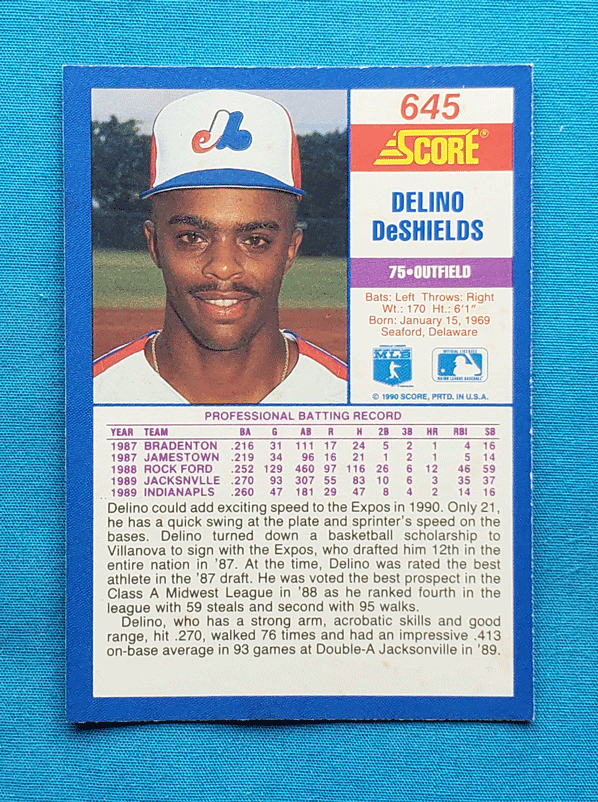 645
SCORE®
DELINO
DeSHIELDS
75•OUTFIELD
Bats: Left Throws: Right
Wt.: 170 Ht.: 6'1"
Born: January 15, 1969
Seaford, Delaware
MLB
© 1990 SCORE, PRTD. IN U.S.A.
PROFESSIONAL BATTING RECORD
YEAR TEAM BA G AB R H 2B 3B HR RBI SB
1987 BRADENTON .216 31 111 17 24 5 2 1 4 16
1987 JAMESTOWN .219 34 96 16 21 1 2 1 5 14
1988 ROCK FORD .252 129 460 97 116 26 6 12 46 59
1989 JACKSNVLLE .270 93 307 55 83 10 6 3 35 37
1989 INDIANAPLS .260 47 181 29 47 8 4 2 14 16
Delino could add exciting speed to the Expos in 1990. Only 21,
he has a quick swing at the plate and sprinter's speed on the
bases. Delino turned down a basketball scholarship to
Villanova to sign with the Expos, who drafted him 12th in the
entire nation in '87. At the time, Delino was rated the best
athlete in the '87 draft. He was voted the best prospect in the
Class A Midwest League in '88 as he ranked fourth in the
league with 59 steals and second with 95 walks.
Delino, who has a strong arm, acrobatic skills and good
range, hit .270, walked 76 times and had an impressive .413
on-base average in 93 games at Double-A Jacksonville in '89.